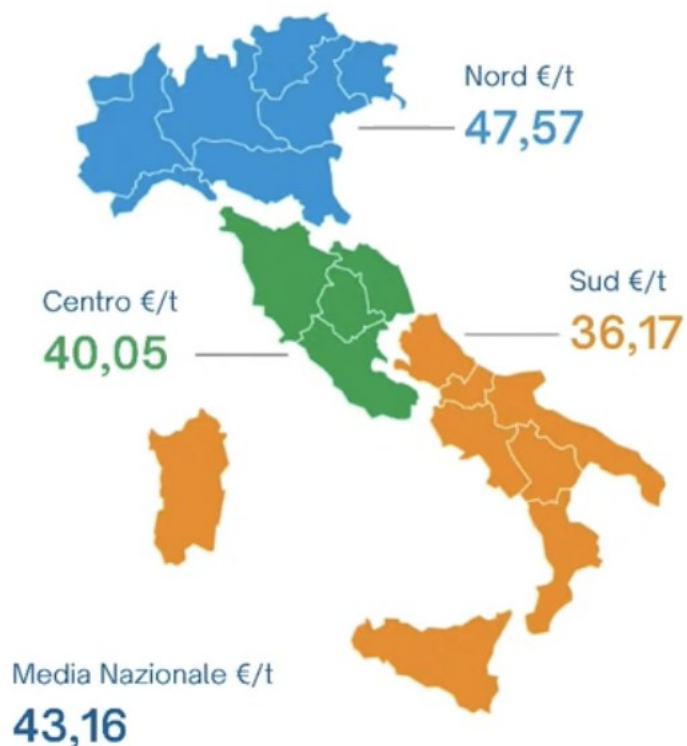 Nord €/t
47,57
Sud €/t
36,17
Centro €/t
40,05
Media Nazionale €/t
43,16